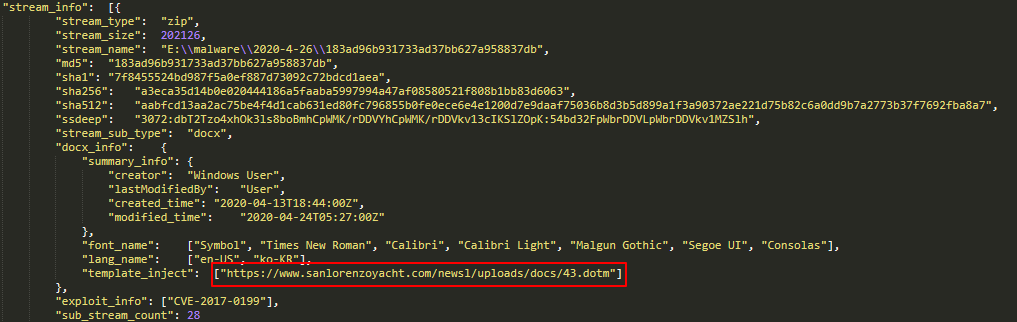 "stream_info": [{
"stream_type": "zip",
"stream_size": 202126,
"stream_name": "E:\\malware\\2020-4-26\\183ad96b931733ad37bb627a958837db",
"md5": "183ad96b931733ad37bb627a958837db",
"sha1": "7f8455524bd987f5a0ef887d73092c72bdcd1aea",
"sha256": "a3eca35d14b0e020444186a5faaba5997994a47af08580521f808b1bb83d6063",
"sha512": "aabfcd13aa2ac75be4f4d1cab631ed80fc796855b0fe0ece6e4e1200d7e9daaf75036b8d3b5d899a1f3a90372ae221d75b82c6a0dd9b7a2773b37f7692fba8a7",
"ssdeep": "3072:dbT2Tzo4xhOk3ls8boBmhCpWMK/rDDVYhCpWMK/rDDVkv13cIKSlZOpK:54bd32FpWbrDDVLpWbrDDVkv1MZSlh",
"stream_sub_type": "docx",
"docx_info": {
"summary_info": {
"creator": "Windows User",
"lastModifiedBy": "User",
"created_time": "2020-04-13T18:44:00Z",
"modified_time": "2020-04-24T05:27:00Z"
},
"font_name": ["Symbol", "Times New Roman", "Calibri", "Calibri Light", "Malgun Gothic", "Segoe UI", "Consolas"],
"lang_name": ["en-US", "ko-KR"],
"template_inject": ["https://www.sanlorenzoyacht.com/newsl/uploads/docs/43.dotm"]
},
"exploit_info": ["CVE-2017-0199"],
"sub_stream_count": 28